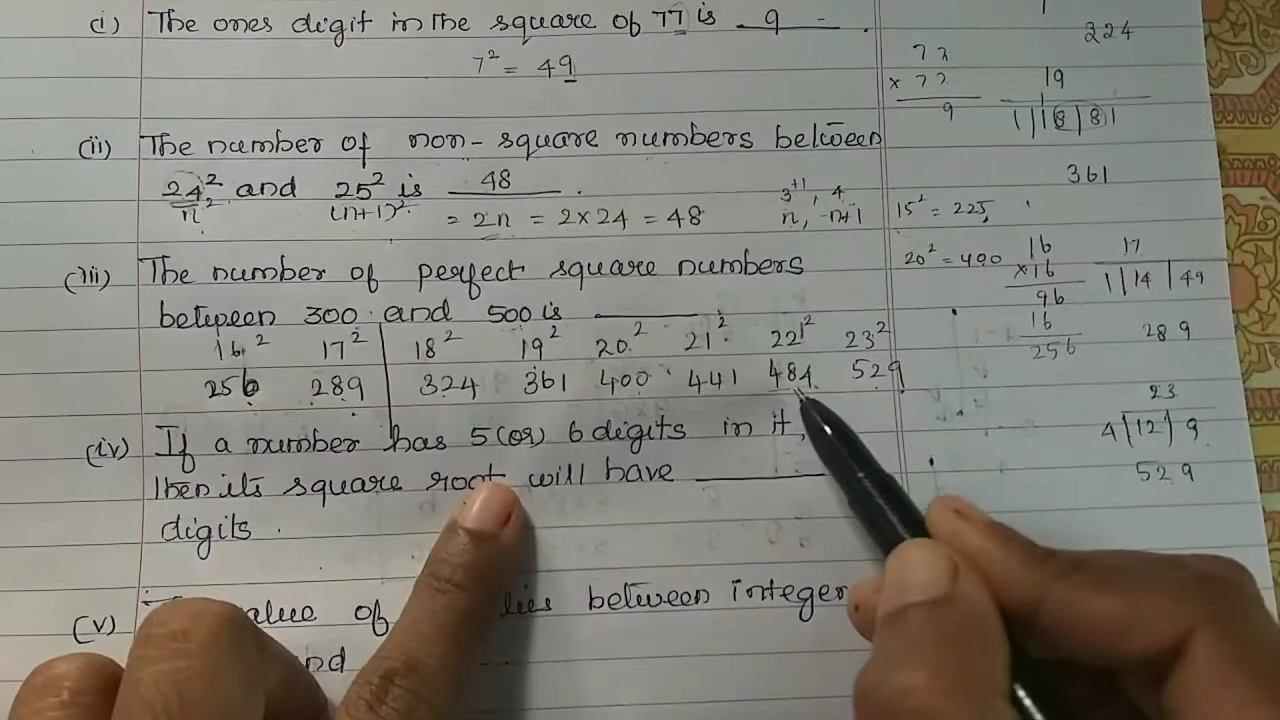 (i) The ones digit in the square of 77 is 9.
7² = 49
(ii) The number of non-square numbers between
24² and 25² is 48.
n² (n+1)²
= 2n = 2×24 = 48
3+1, 4
n, n+1
(iii) The number of perfect square numbers
between 300 and 500 is ______
16² 17² 18² 19² 20² 21² 22² 23²
256 289 324 361 400 441 484 529
(iv) If a number has 5 (or) 6 digits in it,
then its square root will have ______
digits.
(v) value of lies between integer
224
77
×77
9
19
1|18|81
361
15² = 225
20² = 400
16
×16
96
16
256
17
1|14|49
289
23
4|12|9
529